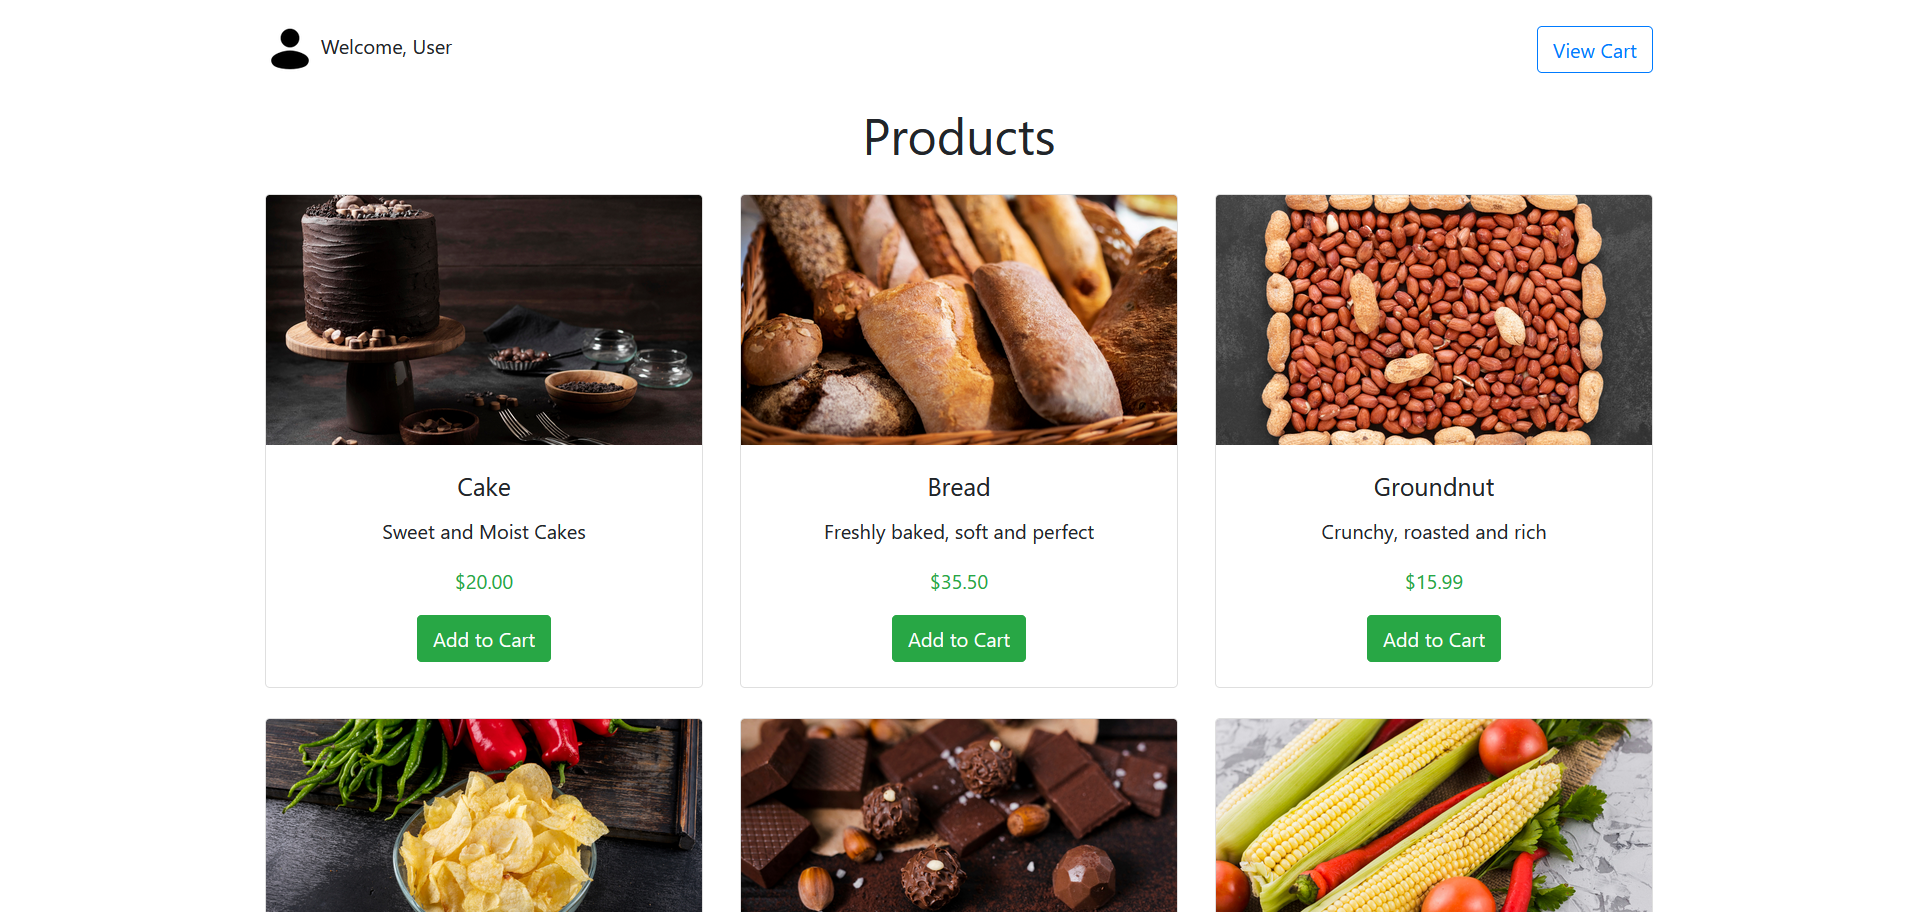 Welcome, User
View Cart
Products
Cake
Sweet and Moist Cakes
$20.00
Add to Cart
Bread
Freshly baked, soft and perfect
$35.50
Add to Cart
Groundnut
Crunchy, roasted and rich
$15.99
Add to Cart